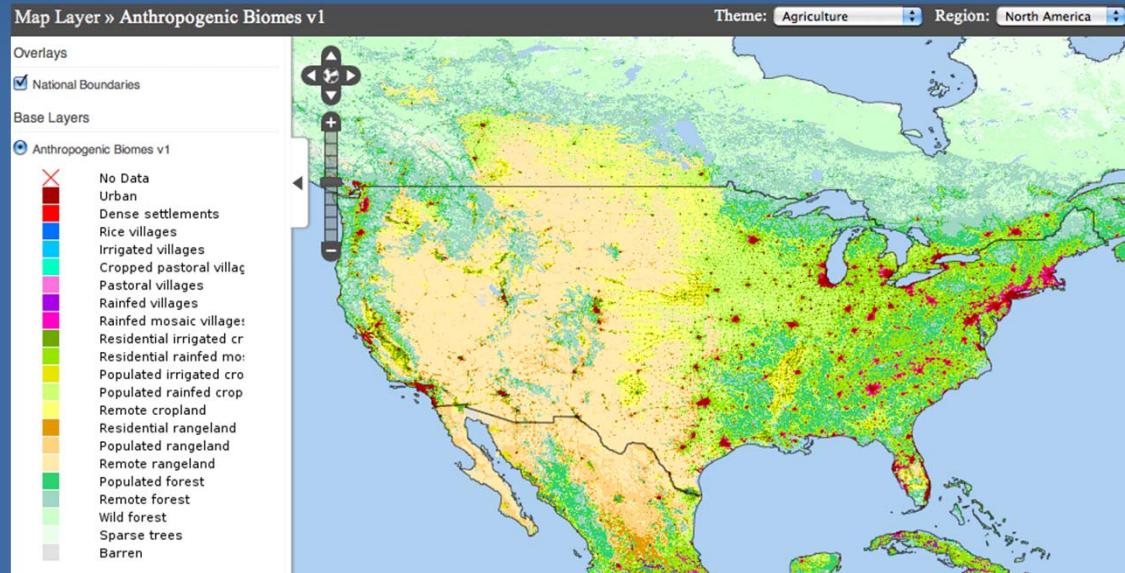 Map Layer » Anthropogenic Biomes v1 Theme: Agriculture Region: North America
Overlays
National Boundaries
Base Layers
Anthropogenic Biomes v1
No Data
Urban
Dense settlements
Rice villages
Irrigated villages
Cropped pastoral villag
Pastoral villages
Rainfed villages
Rainfed mosaic villages
Residential irrigated cr
Residential rainfed mo
Populated irrigated cro
Populated rainfed crop
Remote cropland
Residential rangeland
Populated rangeland
Remote rangeland
Populated forest
Remote forest
Wild forest
Sparse trees
Barren